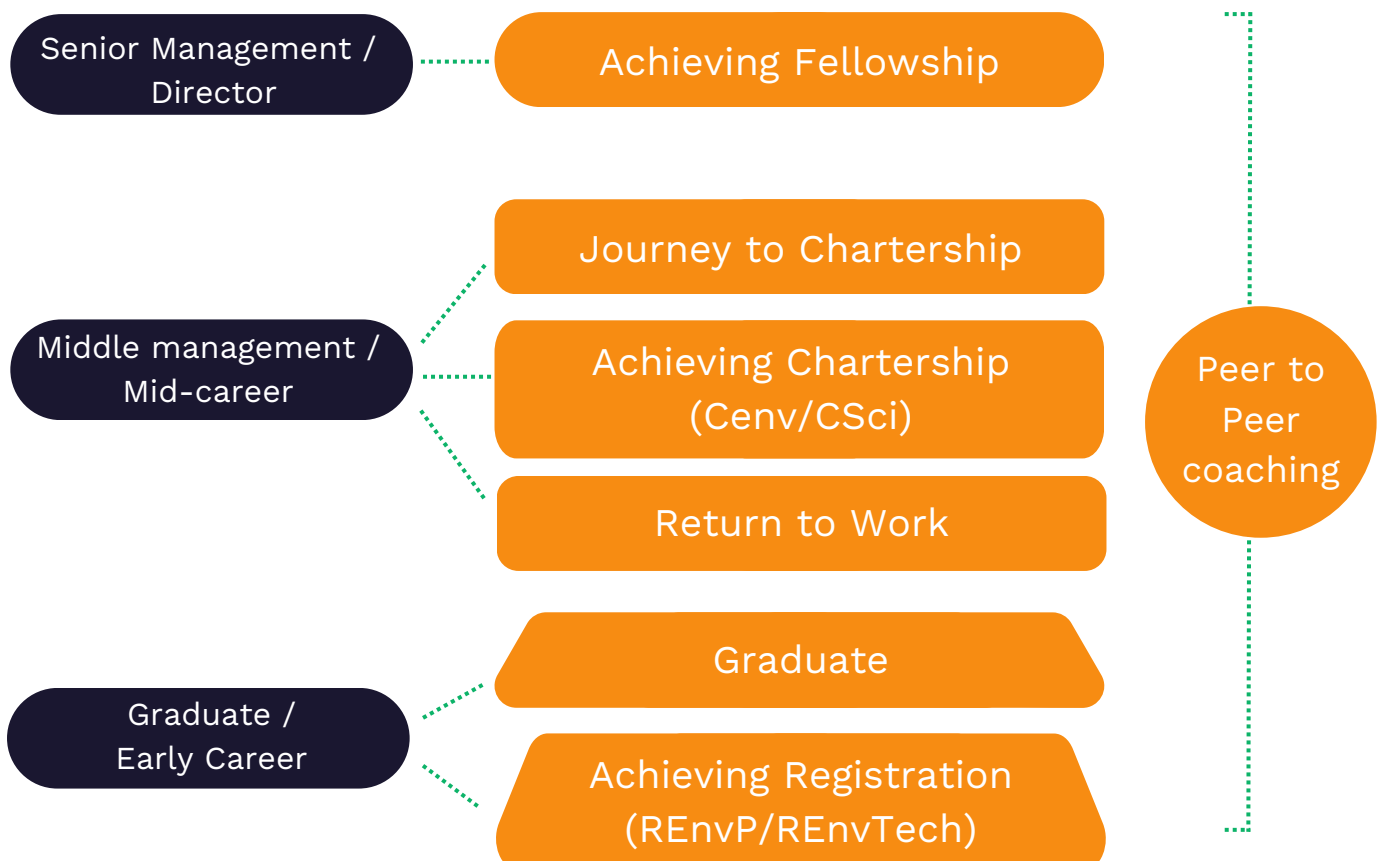 Senior Management /
Director
Achieving Fellowship
Journey to Chartership
Middle management /
Mid-career
Achieving Chartership
(Cenv/CSci)
Return to Work
Graduate /
Early Career
Graduate
Achieving Registration
(REnvP/REnvTech)
Peer to
Peer
coaching